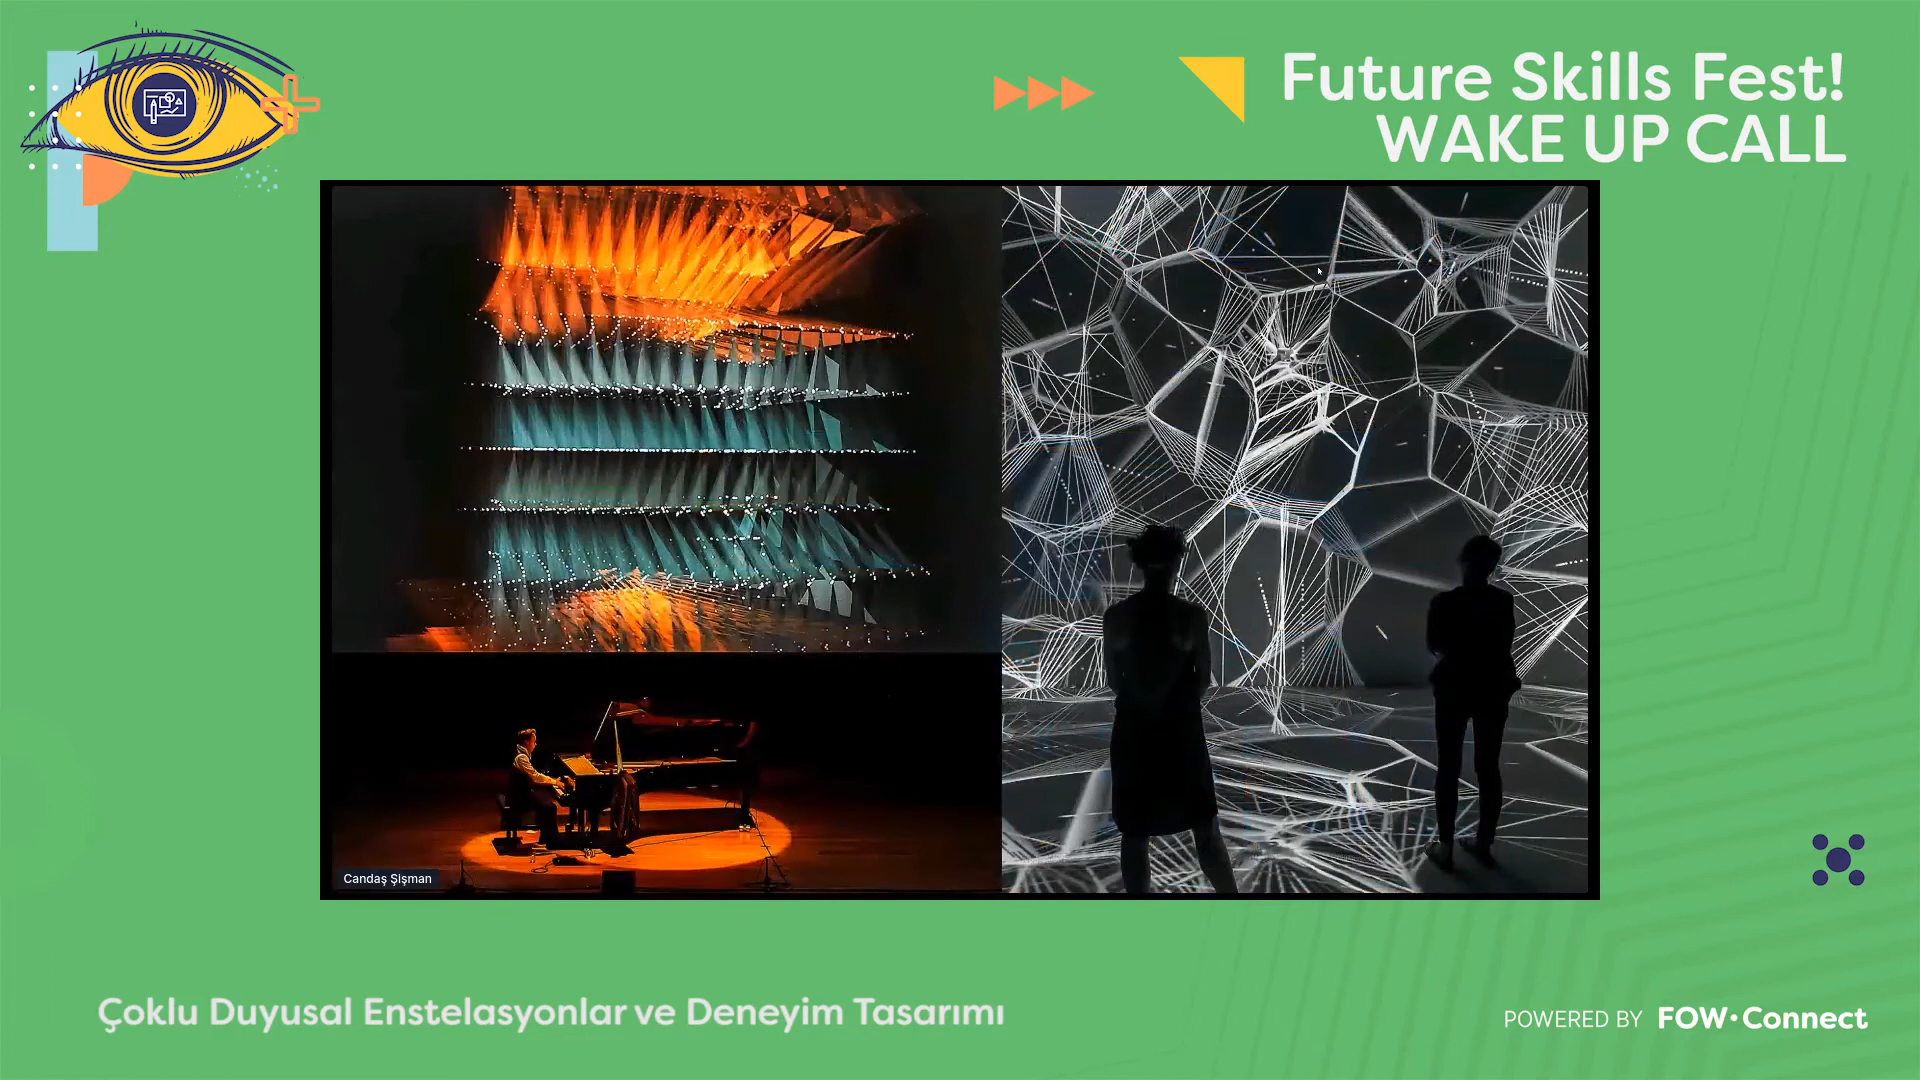 Future Skills Fest!
WAKE UP CALL
Candaş Şişman
Çoklu Duyusal Enstelasyonlar ve Deneyim Tasarımı
POWERED BY FOW·Connect